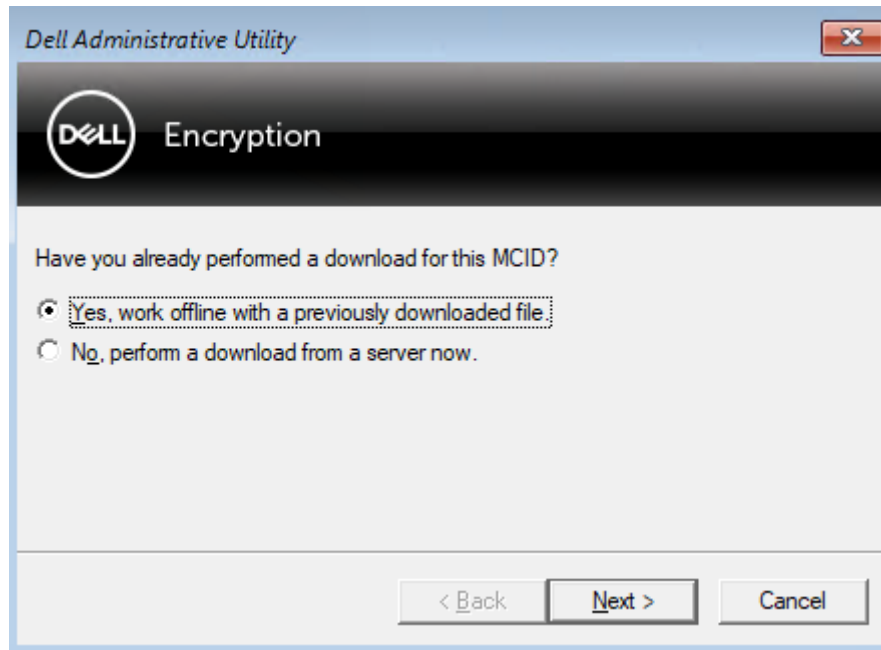 Dell Administrative Utility
DELL Encryption
Have you already performed a download for this MCID?
Yes, work offline with a previously downloaded file.
No, perform a download from a server now.
< Back Next > Cancel